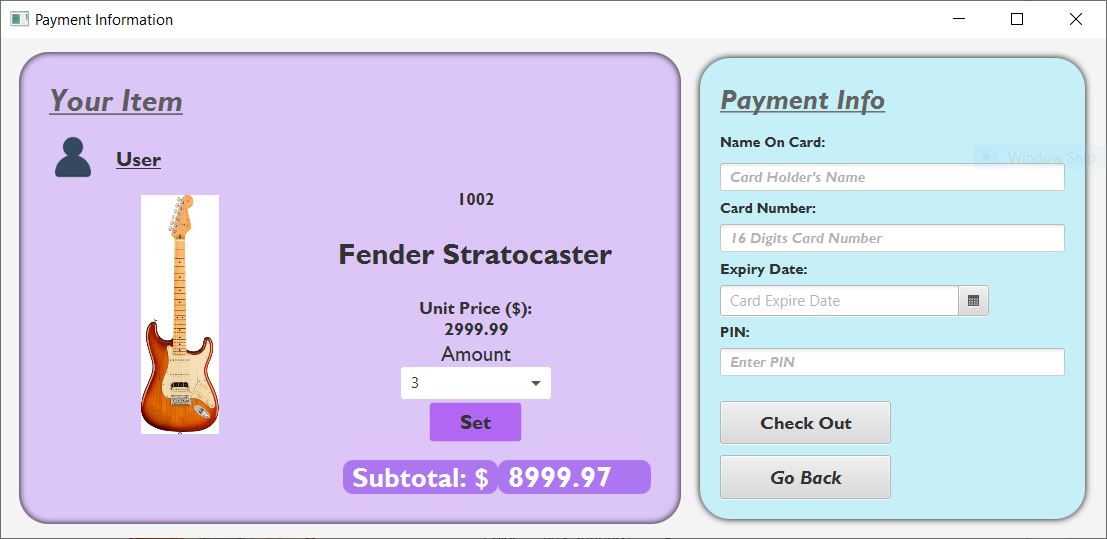 Payment Information
Your Item
User
1002
Fender Stratocaster
Unit Price ($):
2999.99
Amount
3
Set
Subtotal: $ 8999.97
Payment Info
Name On Card:
Window Snip
Card Holder's Name
Card Number:
16 Digits Card Number
Expiry Date:
Card Expire Date
PIN:
Enter PIN
Check Out
Go Back